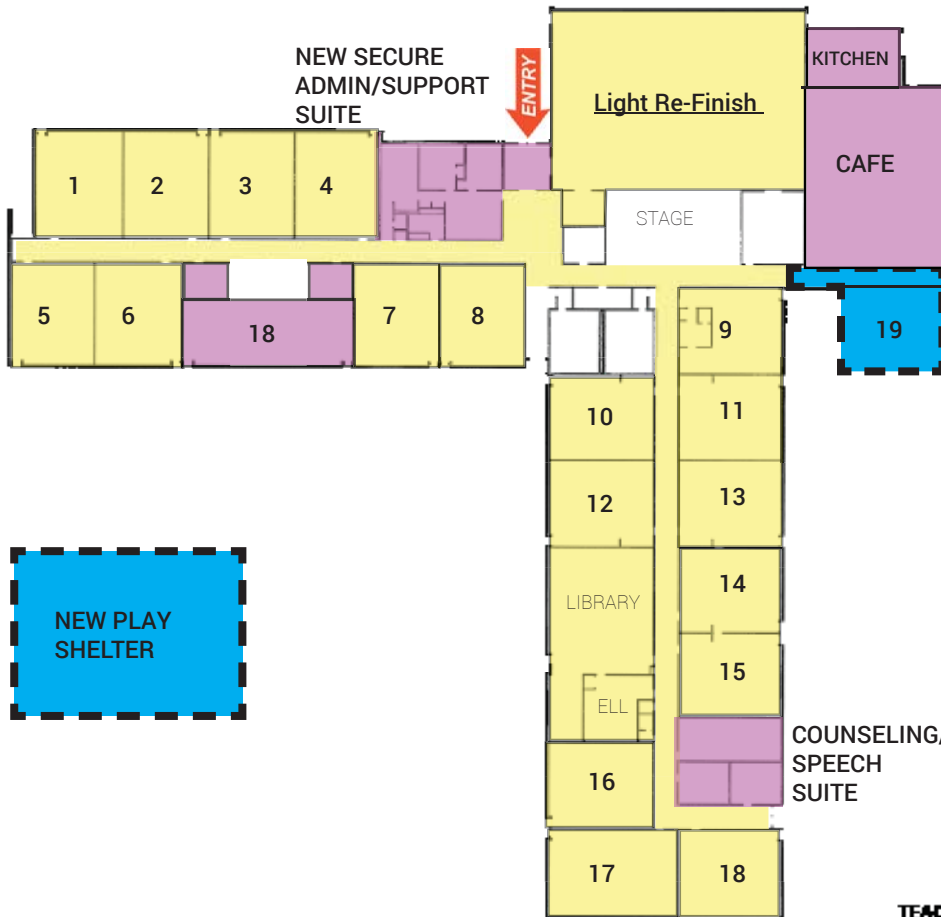 NEW SECURE
ADMIN/SUPPORT
SUITE
ENTRY
Light Re-Finish
KITCHEN
CAFE
STAGE
1
2
3
4
5
6
18
7
8
9
19
10
11
12
13
LIBRARY
14
NEW PLAY
SHELTER
15
ELL
COUNSELING/
SPEECH
SUITE
16
17
18